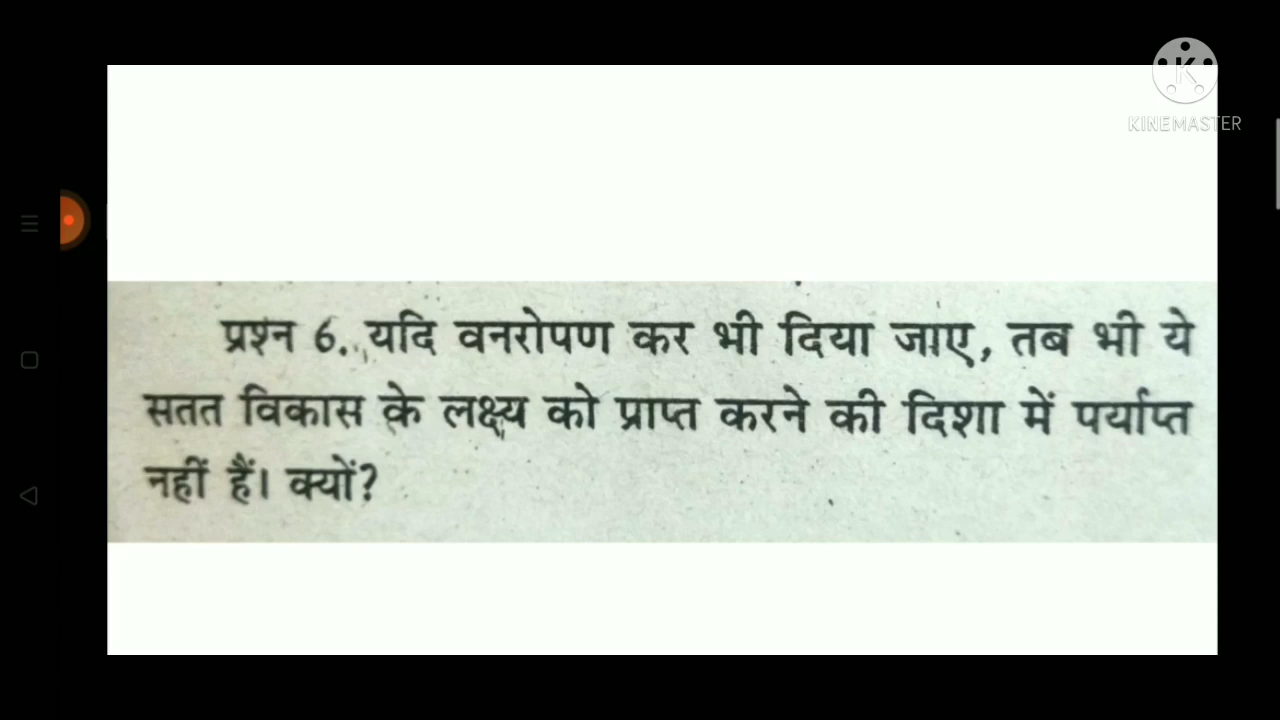 KINEMASTER
प्रश्न 6. यदि वनरोपण कर भी दिया जाए, तब भी ये
सतत विकास के लक्ष्य को प्राप्त करने की दिशा में पर्याप्त
नहीं हैं। क्यों?